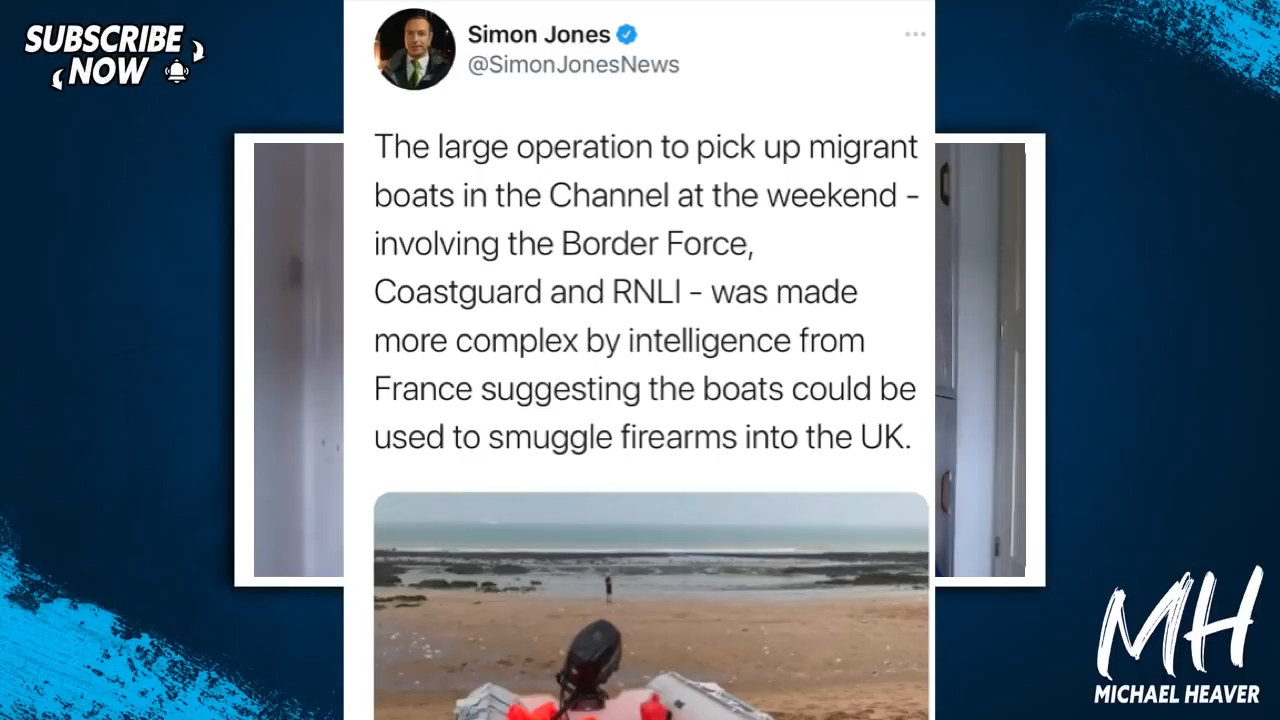 SUBSCRIBE
NOW
Simon Jones
@SimonJonesNews
The large operation to pick up migrant
boats in the Channel at the weekend -
involving the Border Force,
Coastguard and RNLI - was made
more complex by intelligence from
France suggesting the boats could be
used to smuggle firearms into the UK.
MH
MICHAEL HEAVER